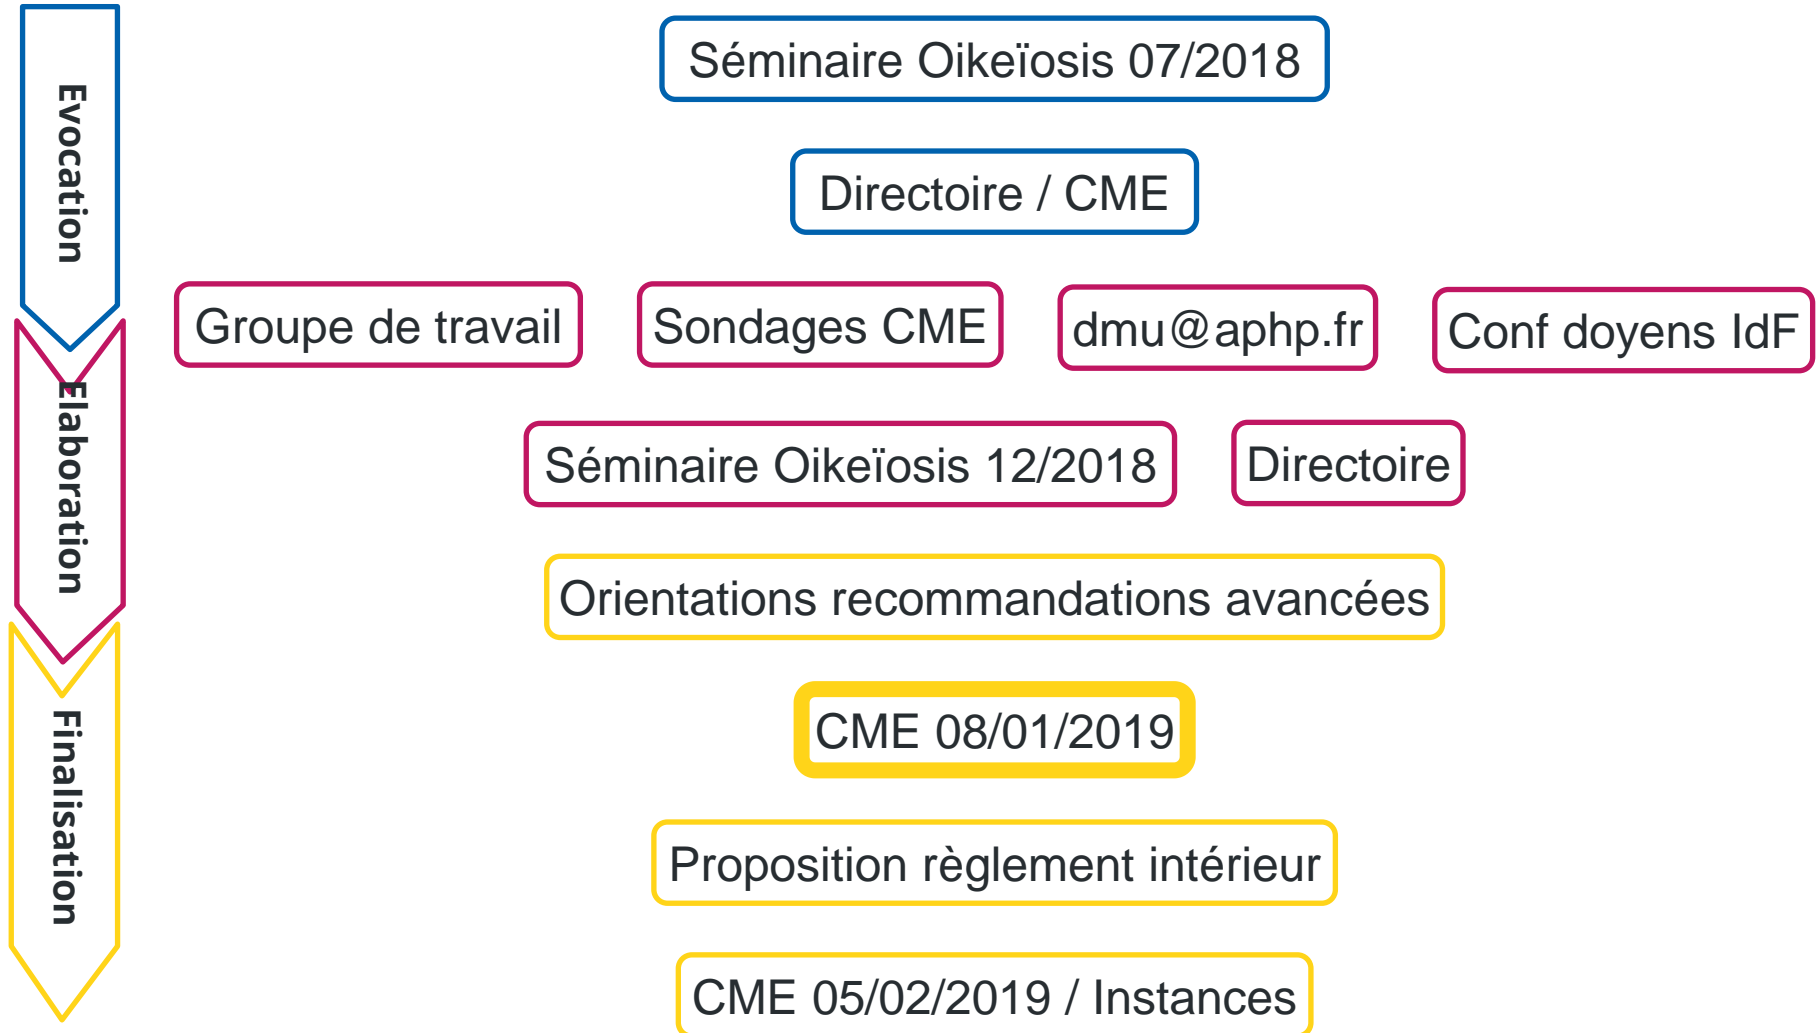 Evocation
Séminaire Oikeïosis 07/2018
Directoire / CME
Elaboration
Groupe de travail
Sondages CME
dmu@aphp.fr
Conf doyens IdF
Séminaire Oikeïosis 12/2018
Directoire
Finalisation
Orientations recommandations avancées
CME 08/01/2019
Proposition règlement intérieur
CME 05/02/2019 / Instances